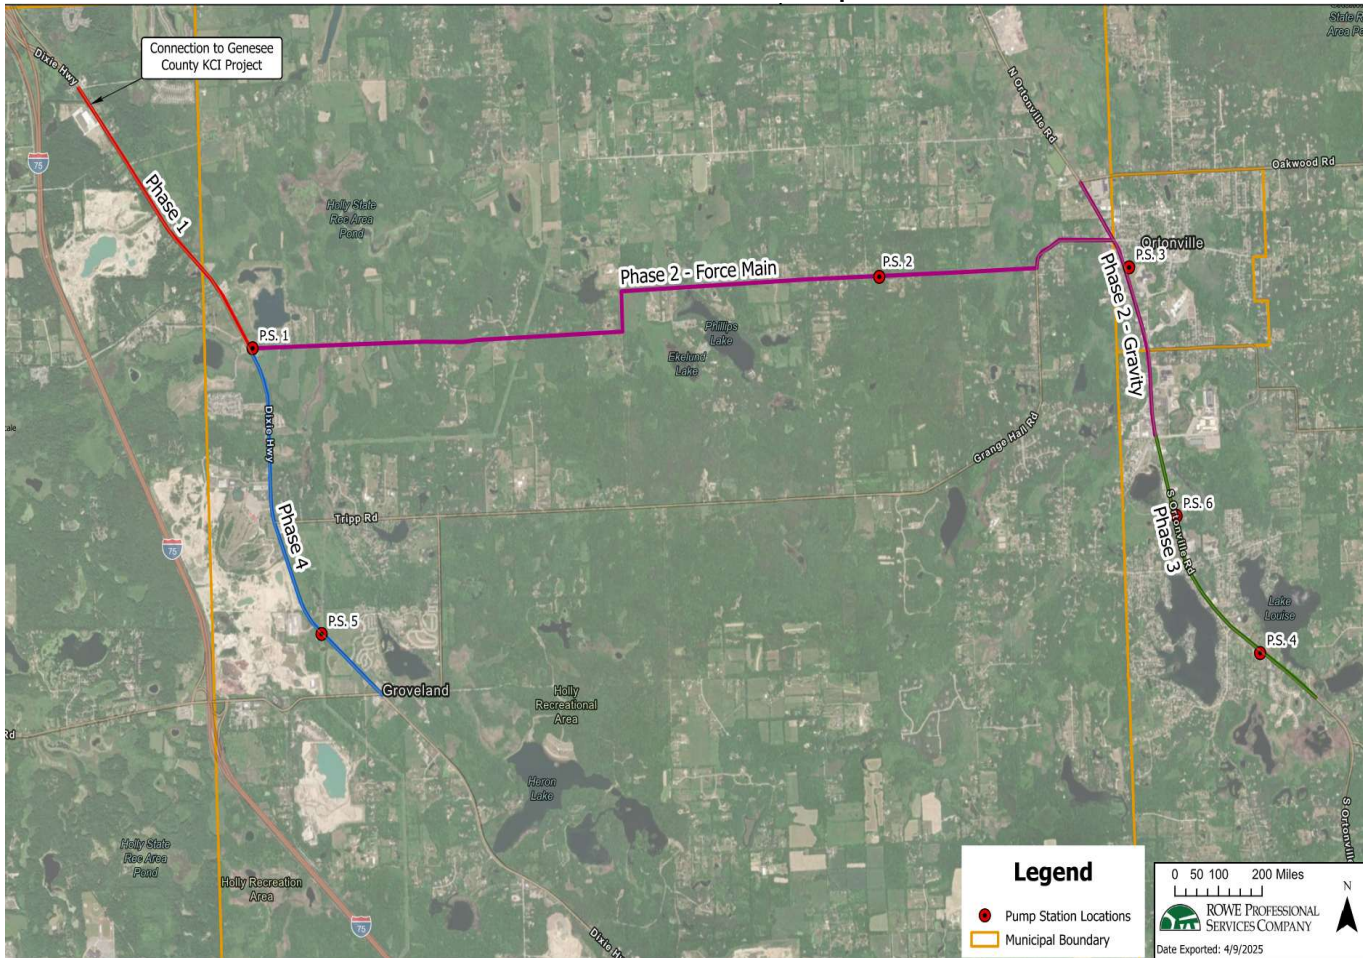 Connection to Genesee
County KCI Project
Dixie Hwy
75
Phase 1
Holly State
Rec Area
Pond
N Ortonville Rd
Oakwood Rd
Ortonville
P.S. 3
P.S. 2
Phase 2 - Force Main
Phase 2 - Gravity
P.S. 1
Phillips
Lake
Ekelund
Lake
Dixie Hwy
Grange Hall Rd
Tripp Rd
Phase 4
75
P.S. 6
S Ortonville Rd
Phase 3
Lake
Louise
P.S. 4
P.S. 5
Groveland
Holly
Recreational
Area
Rd
Heron
Lake
Holly State
Rec Area
Pond
Holly Recreation
Area
75
Legend
Pump Station Locations
Municipal Boundary
0 50 100 200 Miles
N
ROWE PROFESSIONAL
SERVICES COMPANY
Date Exported: 4/9/2025